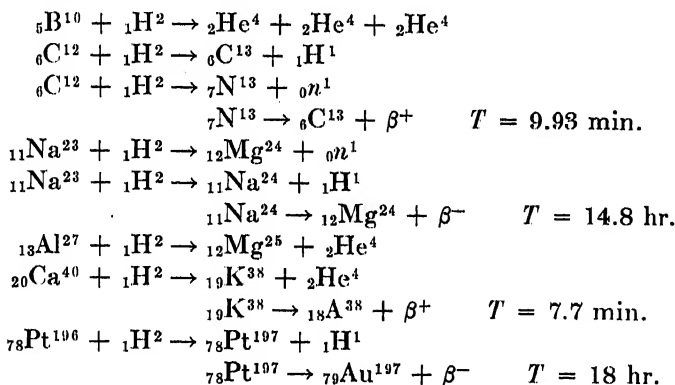 ₅B¹⁰ + ₁H² → ₂He⁴ + ₂He⁴ + ₂He⁴
₆C¹² + ₁H² → ₆C¹³ + ₁H¹
₆C¹² + ₁H² → ₇N¹³ + ₀n¹
₇N¹³ → ₆C¹³ + β⁺ T = 9.93 min.
₁₁Na²³ + ₁H² → ₁₂Mg²⁴ + ₀n¹
₁₁Na²³ + ₁H² → ₁₁Na²⁴ + ₁H¹
₁₁Na²⁴ → ₁₂Mg²⁴ + β⁻ T = 14.8 hr.
₁₃Al²⁷ + ₁H² → ₁₂Mg²⁵ + ₂He⁴
₂₀Ca⁴⁰ + ₁H² → ₁₉K³⁸ + ₂He⁴
₁₉K³⁸ → ₁₈A³⁸ + β⁺ T = 7.7 min.
₇₈Pt¹⁹⁶ + ₁H² → ₇₈Pt¹⁹⁷ + ₁H¹
₇₈Pt¹⁹⁷ → ₇₉Au¹⁹⁷ + β⁻ T = 18 hr.